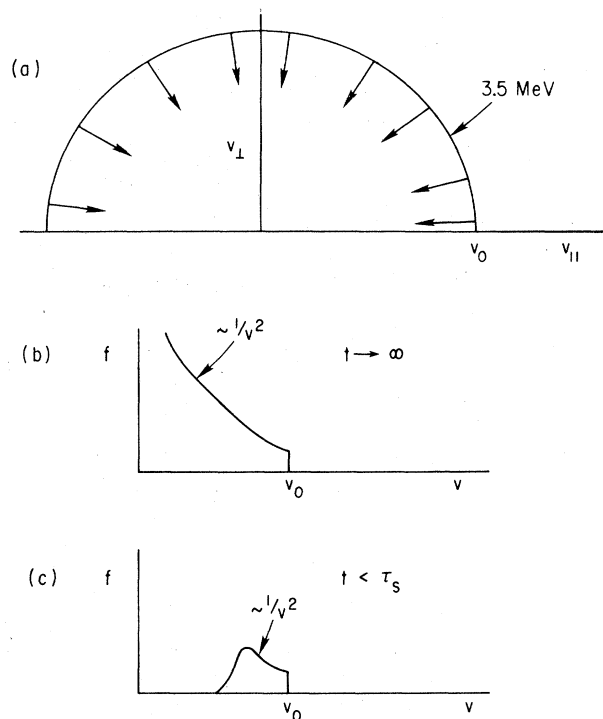 (a)
3.5 MeV
v⊥
v₀
v||
(b)
f
~ 1/v²
t → ∞
v₀
v
(c)
f
~ 1/v²
t < τₛ
v₀
v